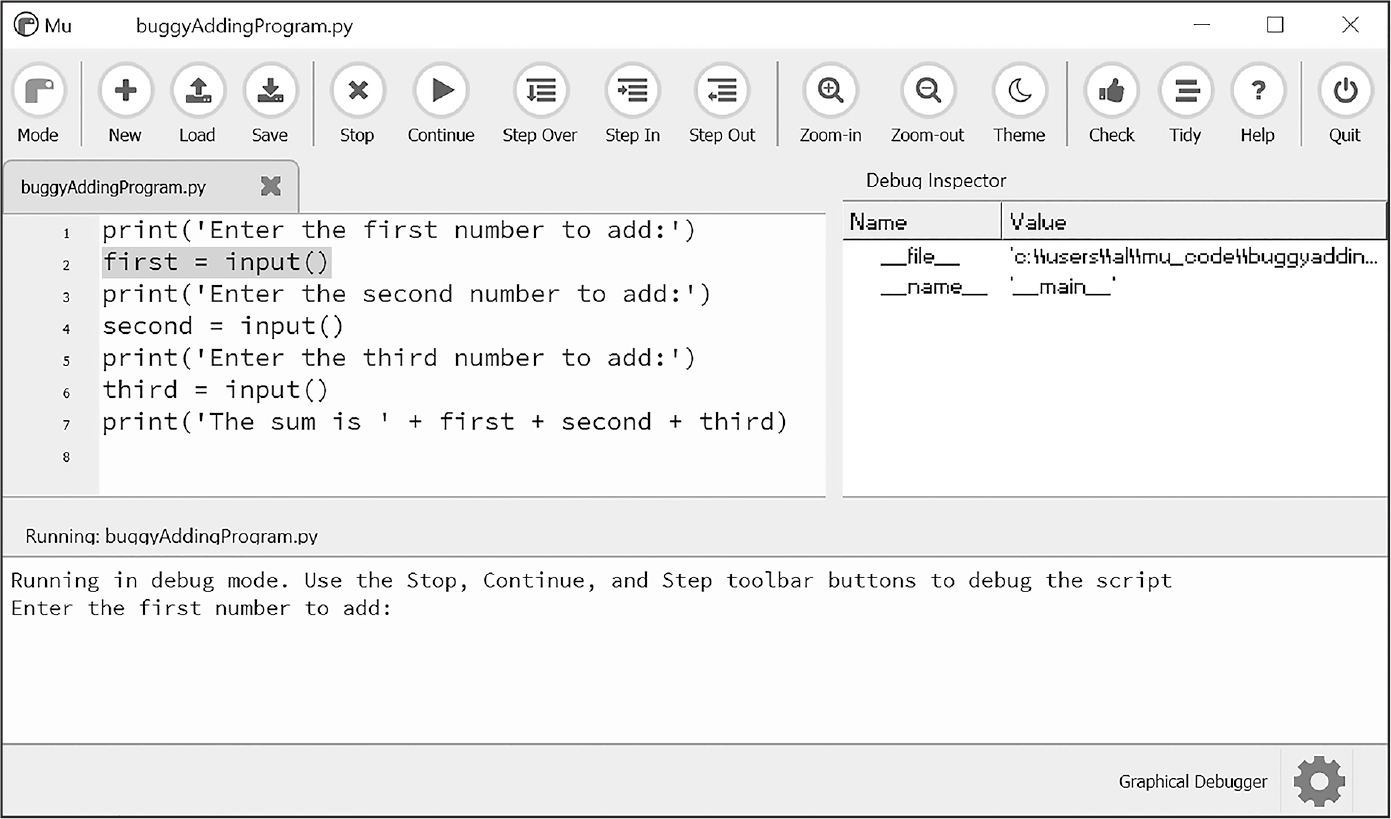 Mu buggyAddingProgram.py
Mode New Load Save Stop Continue Step Over Step In Step Out Zoom-in Zoom-out Theme Check Tidy Help Quit
buggyAddingProgram.py
1 print('Enter the first number to add:')
2 first = input()
3 print('Enter the second number to add:')
4 second = input()
5 print('Enter the third number to add:')
6 third = input()
7 print('The sum is ' + first + second + third)
8
Debug Inspector
Name Value
__file__ 'c:\\users\\al\\mu_code\\buggyaddin...
__name__ '__main__'
Running: buggyAddingProgram.py
Running in debug mode. Use the Stop, Continue, and Step toolbar buttons to debug the script
Enter the first number to add:
Graphical Debugger